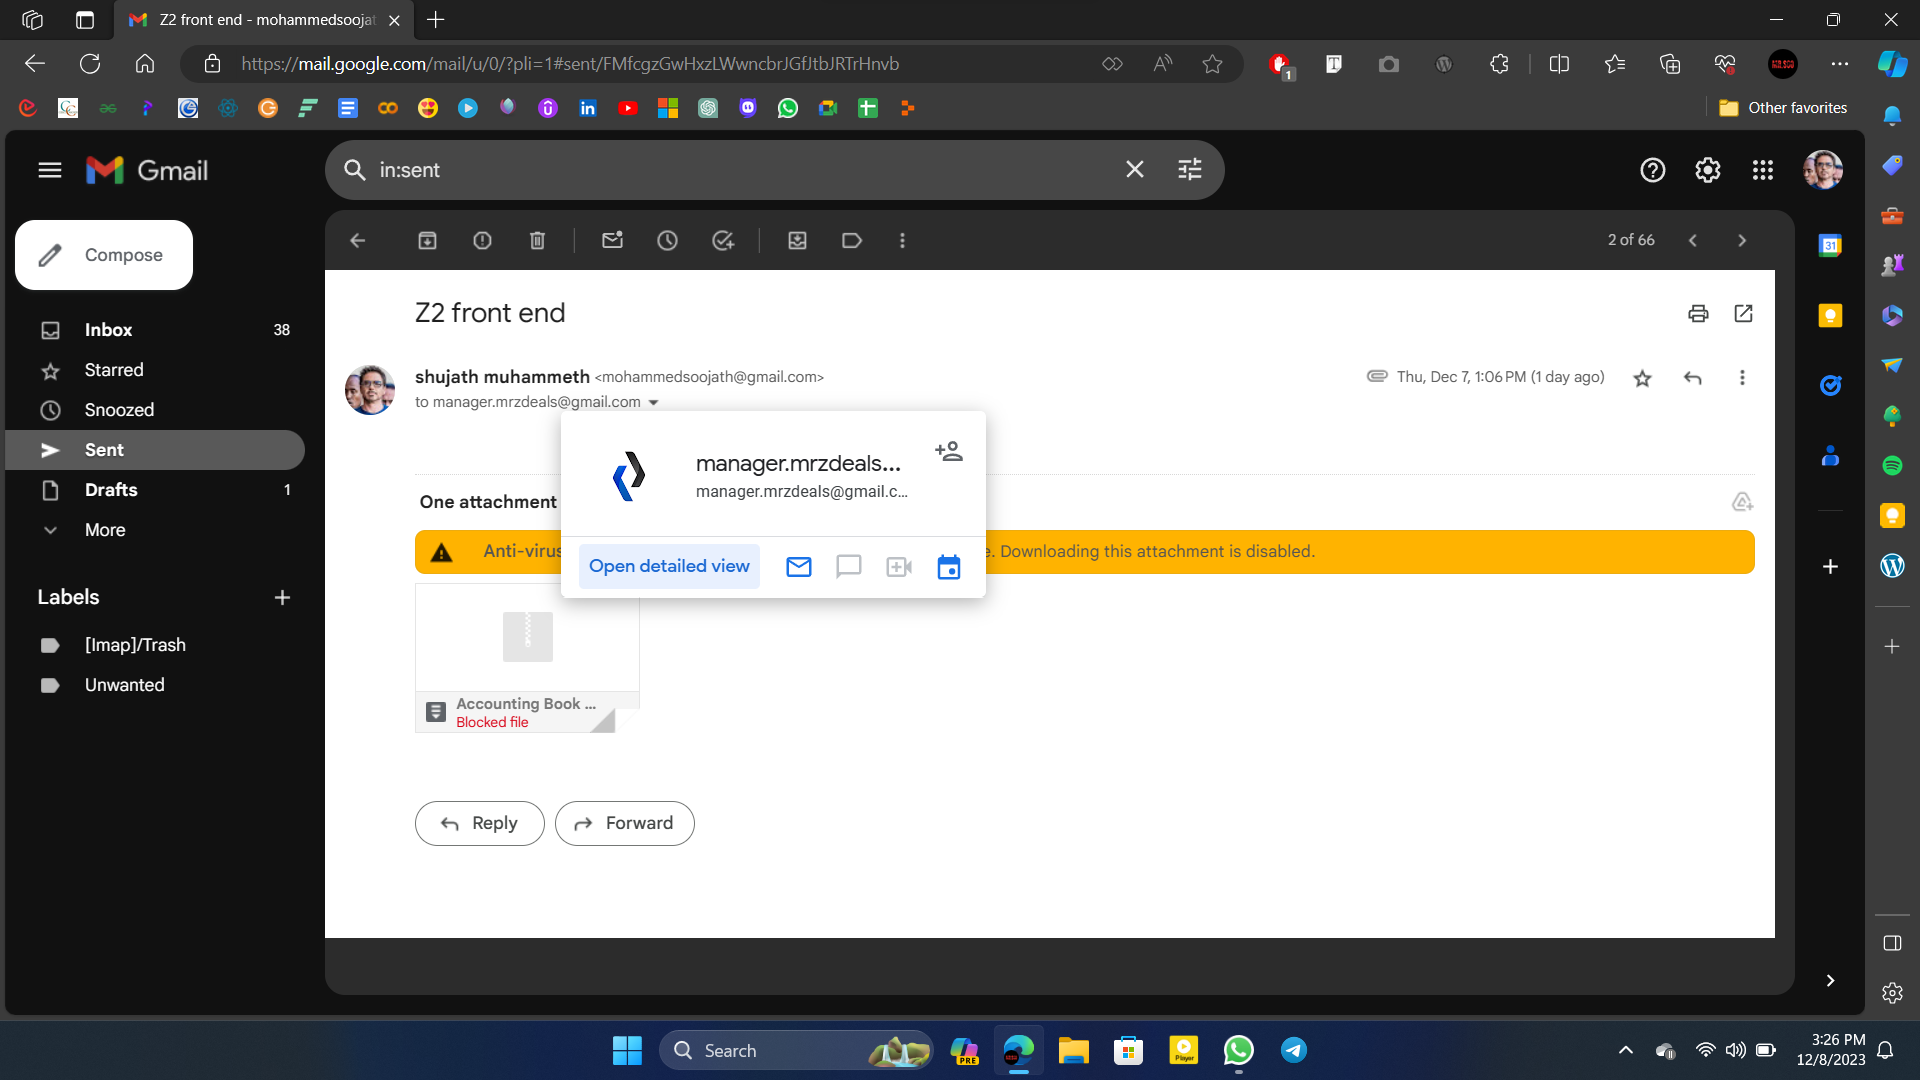 Z2 front end - mohammedsoojat
https://mail.google.com/mail/u/0/?pli=1#sent/FMfcgzGwHxzLWwncbrJGfJtbJRTrHnvb
1
Other favorites
Gmail
in:sent
Compose
2 of 66
31
Inbox 38
Starred
Snoozed
Sent
Drafts 1
More
Labels
[Imap]/Trash
Unwanted
Z2 front end
shujath muhammeth <mohammedsoojath@gmail.com>
Thu, Dec 7, 1:06 PM (1 day ago)
to manager.mrzdeals@gmail.com
manager.mrzdeals...
manager.mrzdeals@gmail.c...
One attachment
Anti-virus
e. Downloading this attachment is disabled.
Open detailed view
Accounting Book ...
Blocked file
Reply
Forward
Search
PRE
Player
3:26 PM
12/8/2023